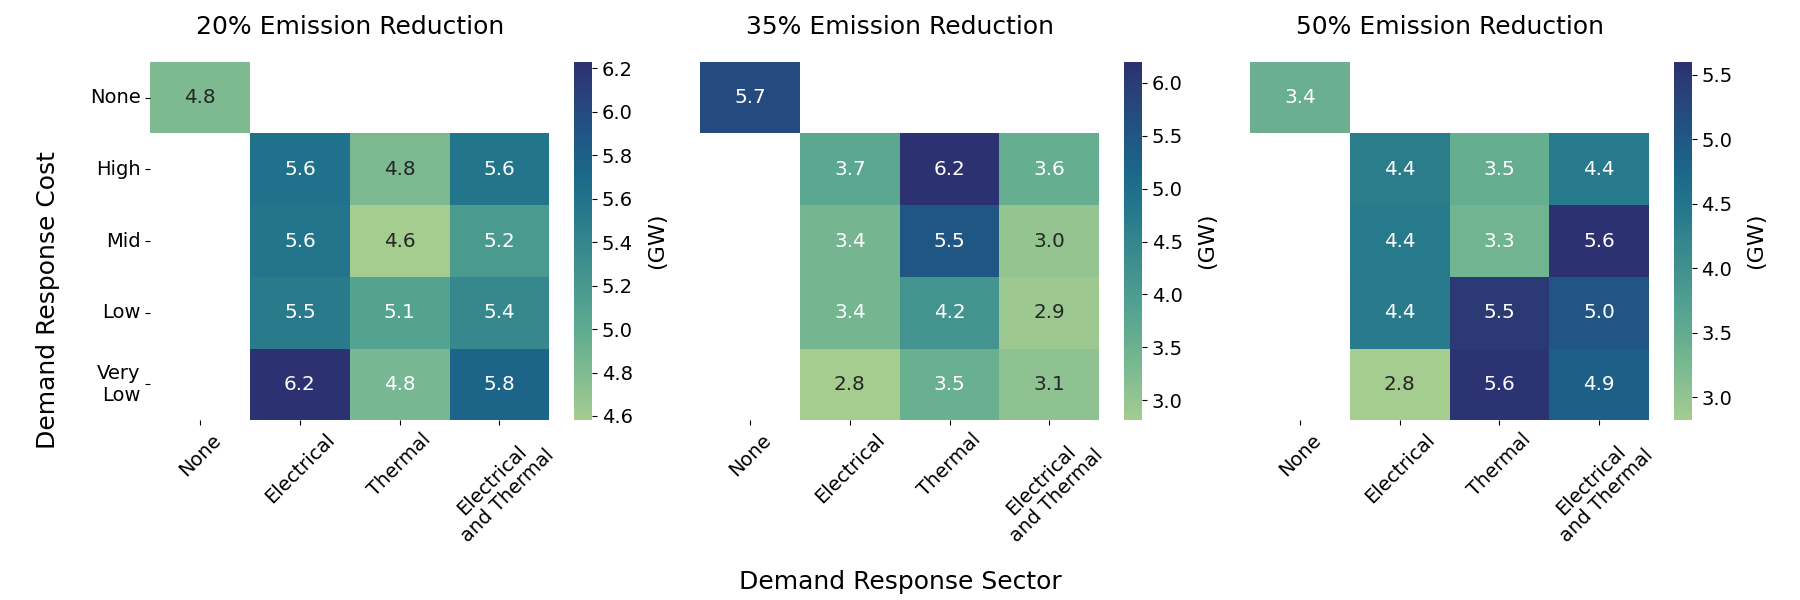 20% Emission Reduction
35% Emission Reduction
50% Emission Reduction
Demand Response Cost
None
High
Mid
Low
Very
Low
4.8
5.6 4.8 5.6
5.6 4.6 5.2
5.5 5.1 5.4
6.2 4.8 5.8
None
Electrical
Thermal
Electrical
and Thermal
6.2
6.0
5.8
5.6
5.4
5.2
5.0
4.8
4.6
(GW)
5.7
3.7 6.2 3.6
3.4 5.5 3.0
3.4 4.2 2.9
2.8 3.5 3.1
None
Electrical
Thermal
Electrical
and Thermal
6.0
5.5
5.0
4.5
4.0
3.5
3.0
(GW)
3.4
4.4 3.5 4.4
4.4 3.3 5.6
4.4 5.5 5.0
2.8 5.6 4.9
None
Electrical
Thermal
Electrical
and Thermal
5.5
5.0
4.5
4.0
3.5
3.0
(GW)
Demand Response Sector